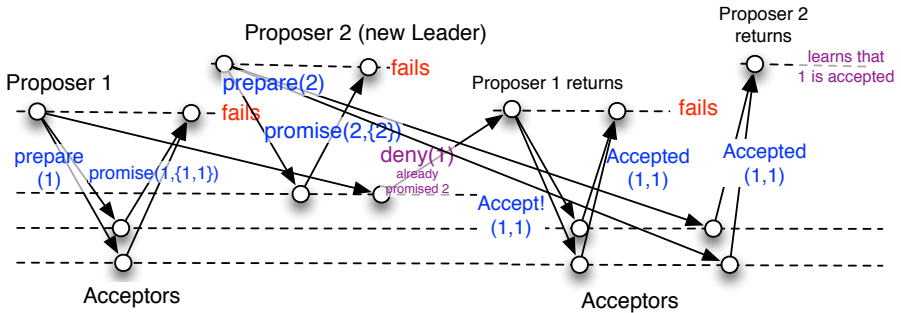 Proposer 2
returns
Proposer 2 (new Leader)
learns that
1 is accepted
fails
Proposer 1
prepare(2)
Proposer 1 returns
fails
fails
promise(2,{2})
deny(1)
already
promised 2
prepare
(1)
promise(1,{1,1})
Accepted
(1,1)
Accepted
(1,1)
Accept!
(1,1)
Acceptors
Acceptors